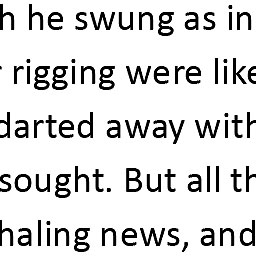 h he swung as in
rigging were like
darted away with
sought. But all th
haling news, and